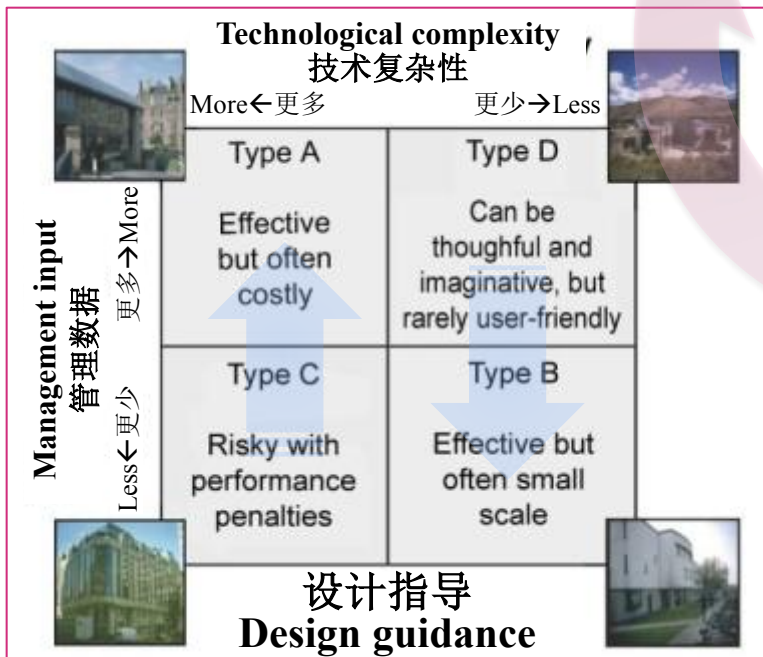 Technological complexity
技术复杂性
More←更多 更少→Less
Type A
Effective
but often
costly
Type D
Can be
thoughful and
imaginative, but
rarely user-friendly
Management input
管理数据
更多→More
Less←更少
Type C
Risky with
performance
penalties
Type B
Effective but
often small
scale
设计指导
Design guidance